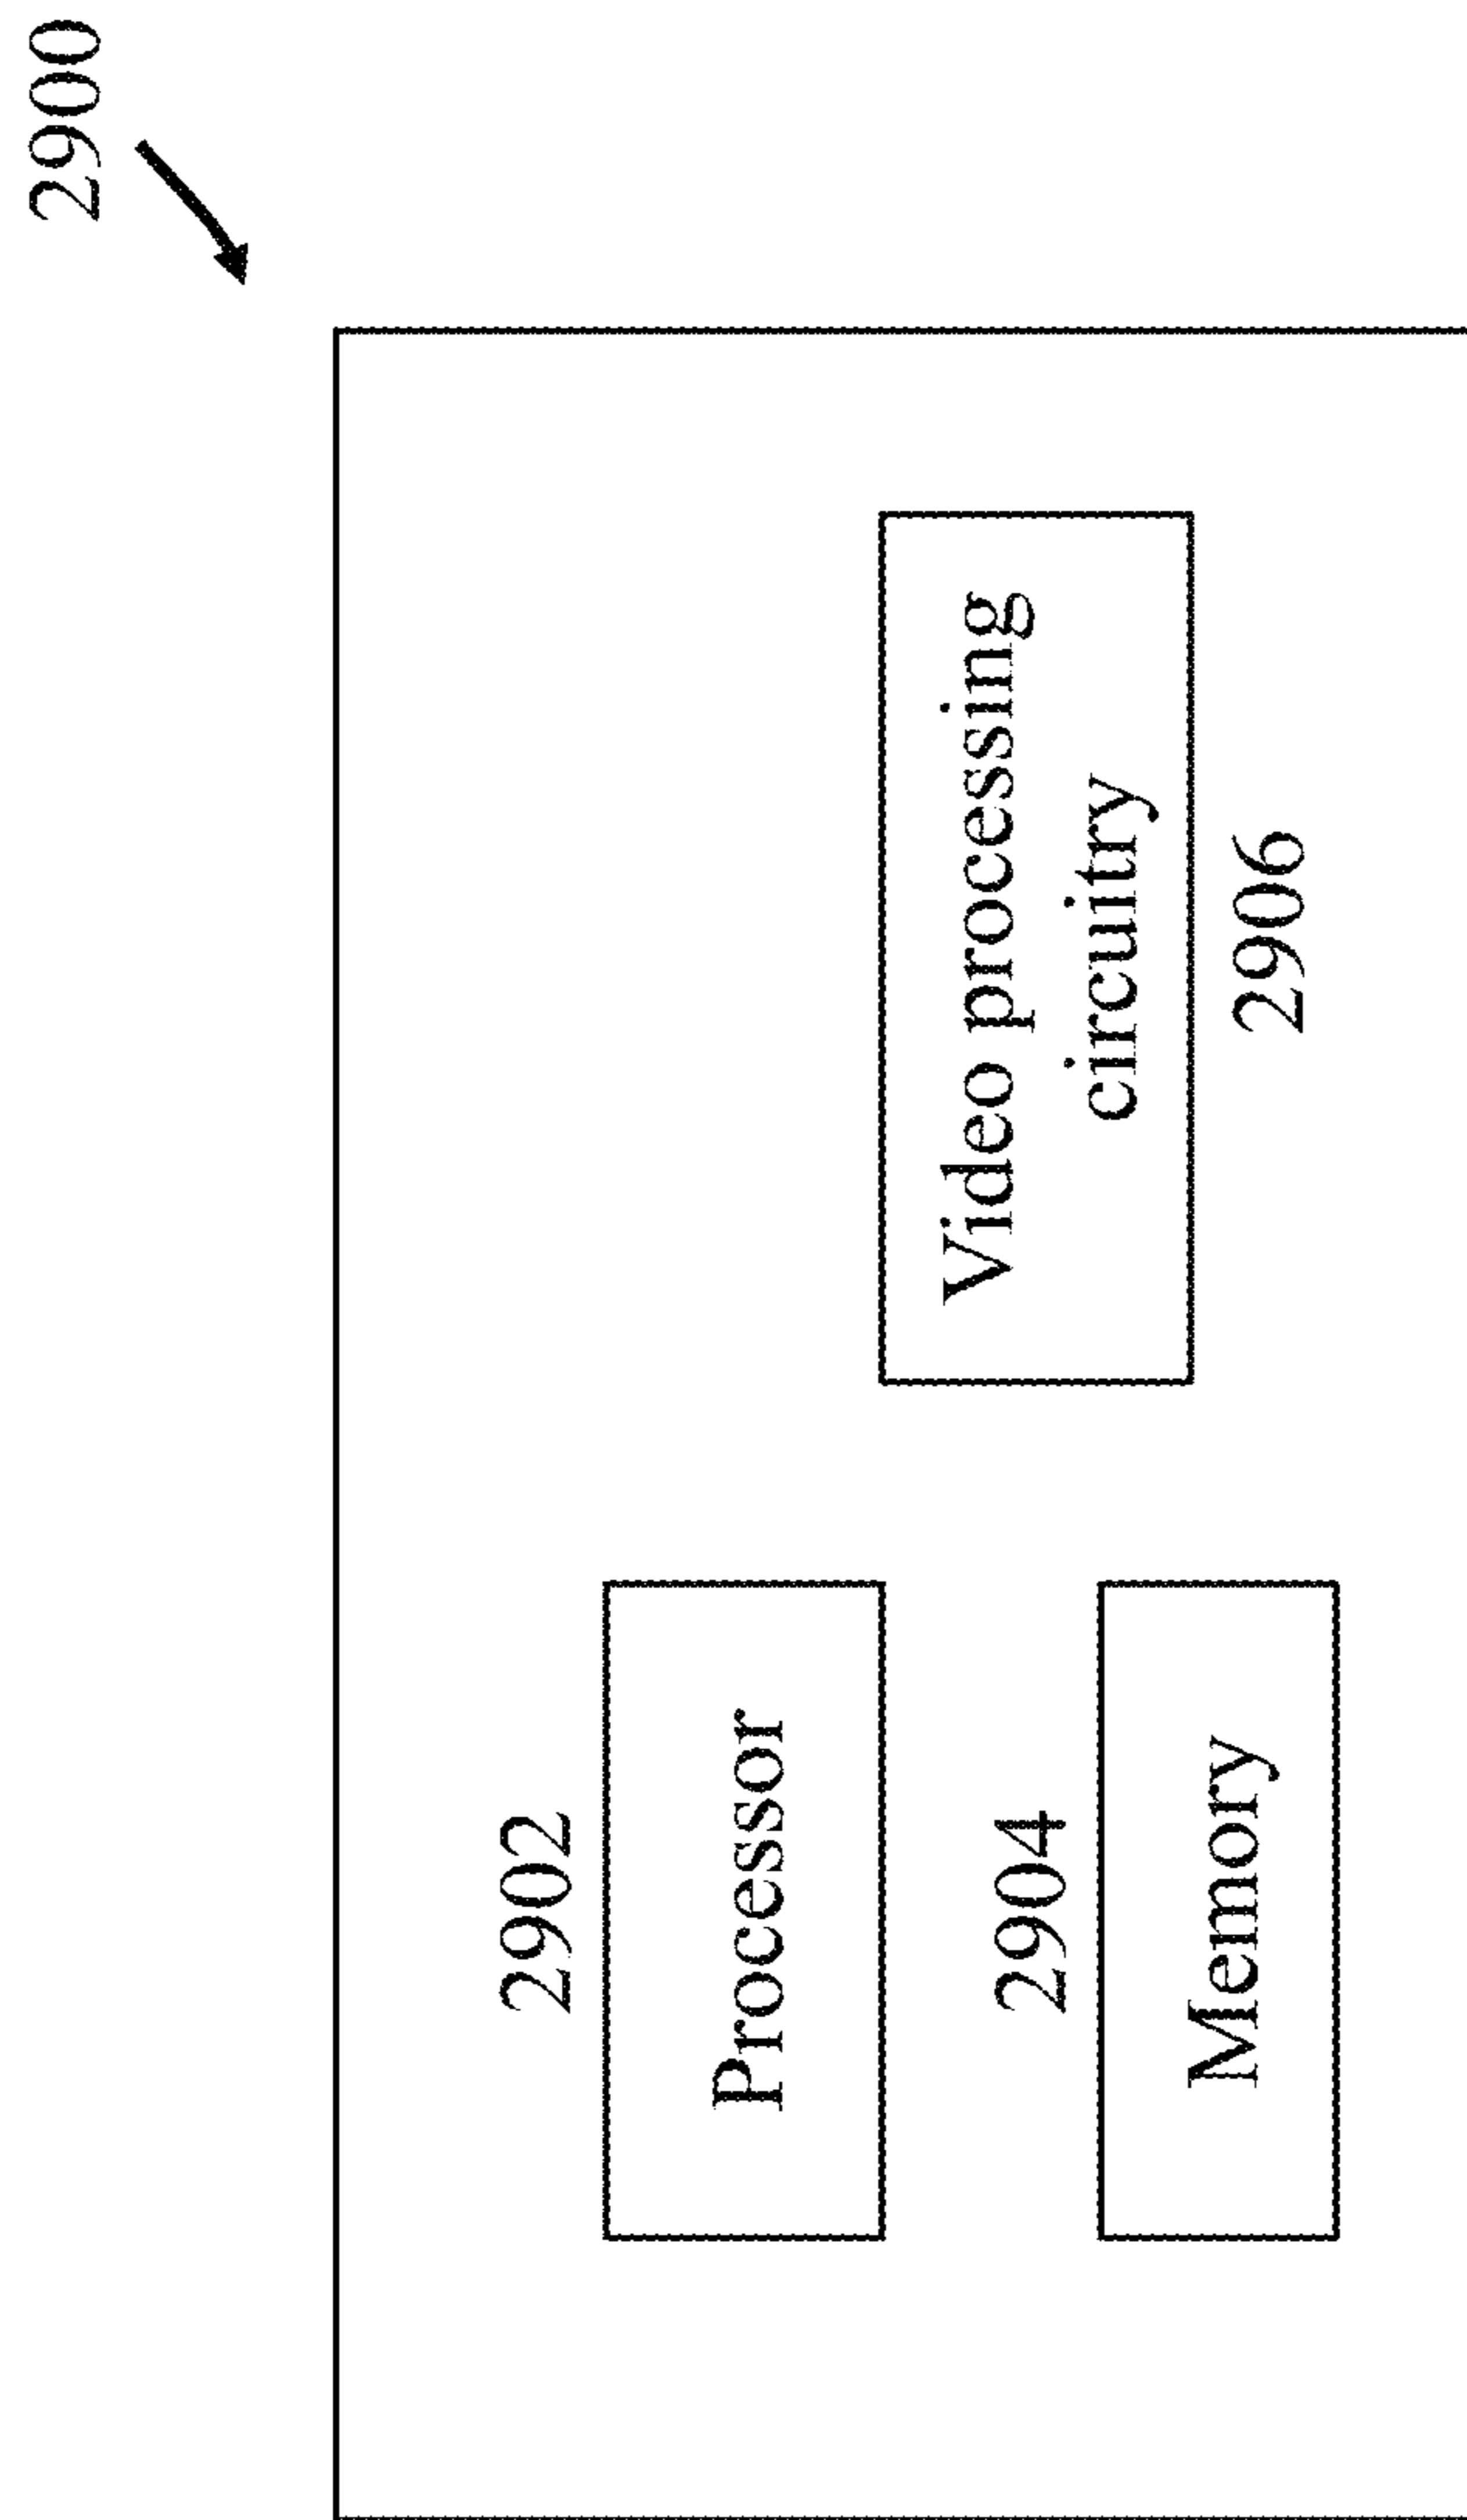 2900
2902
Processor
2904
Memory
Video processing
circuitry
2906